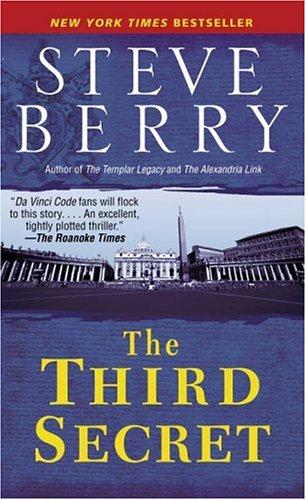 NEW YORK TIMES BESTSELLER
STEVE
BERRY
Author of The Templar Legacy and The Alexandria Link
"Da Vinci Code fans will flock
to this story. . . . An excellent,
tightly plotted thriller."
—The Roanoke Times
The
THIRD
SECRET